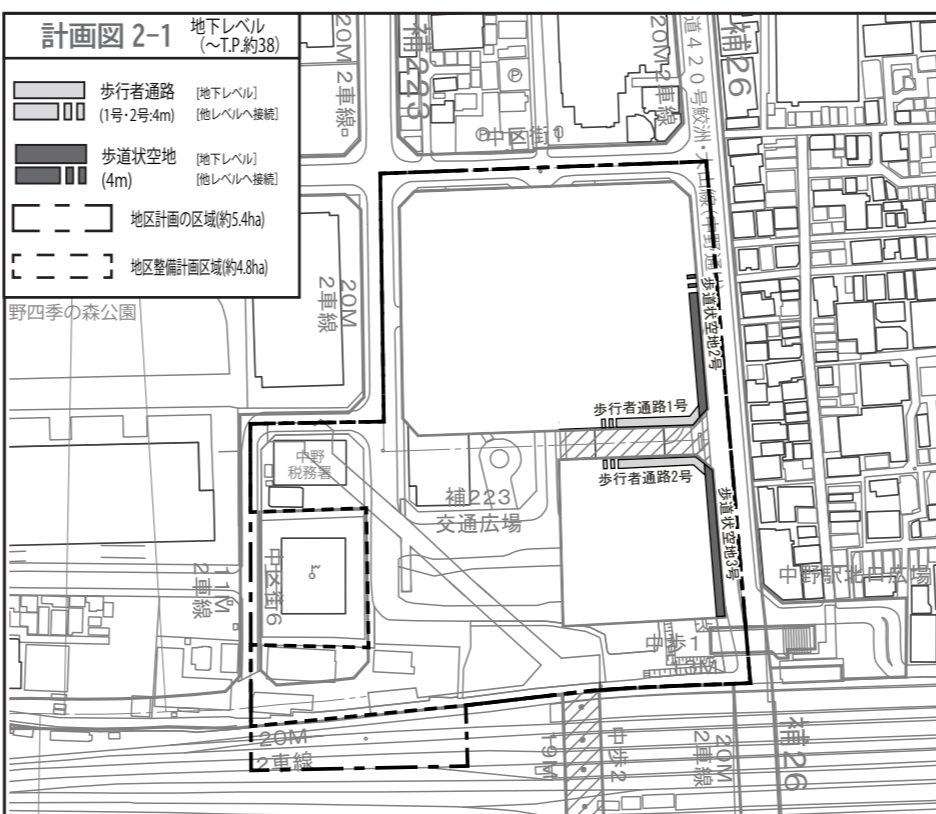 計画図 2-1
地下レベル
(～T.P.約38)
歩行者通路
(1号・2号:4m)
[地下レベル]
[他レベルへ接続]
歩道状空地
(4m)
[地下レベル]
[他レベルへ接続]
地区計画の区域(約5.4ha)
地区整備計画区域(約4.8ha)
20M
2車線
補223
P
20M
2車線
補26
中区街1
野四季の森公園
20M
2車線
歩道状空地2号
歩行者通路1号
歩行者通路2号
歩道状空地3号
中野
税務署
補223
交通広場
中区街6
11M
2車線
中野駅北口広場
中歩1
20M
2車線
19M
中歩2
20M
2車線
補26